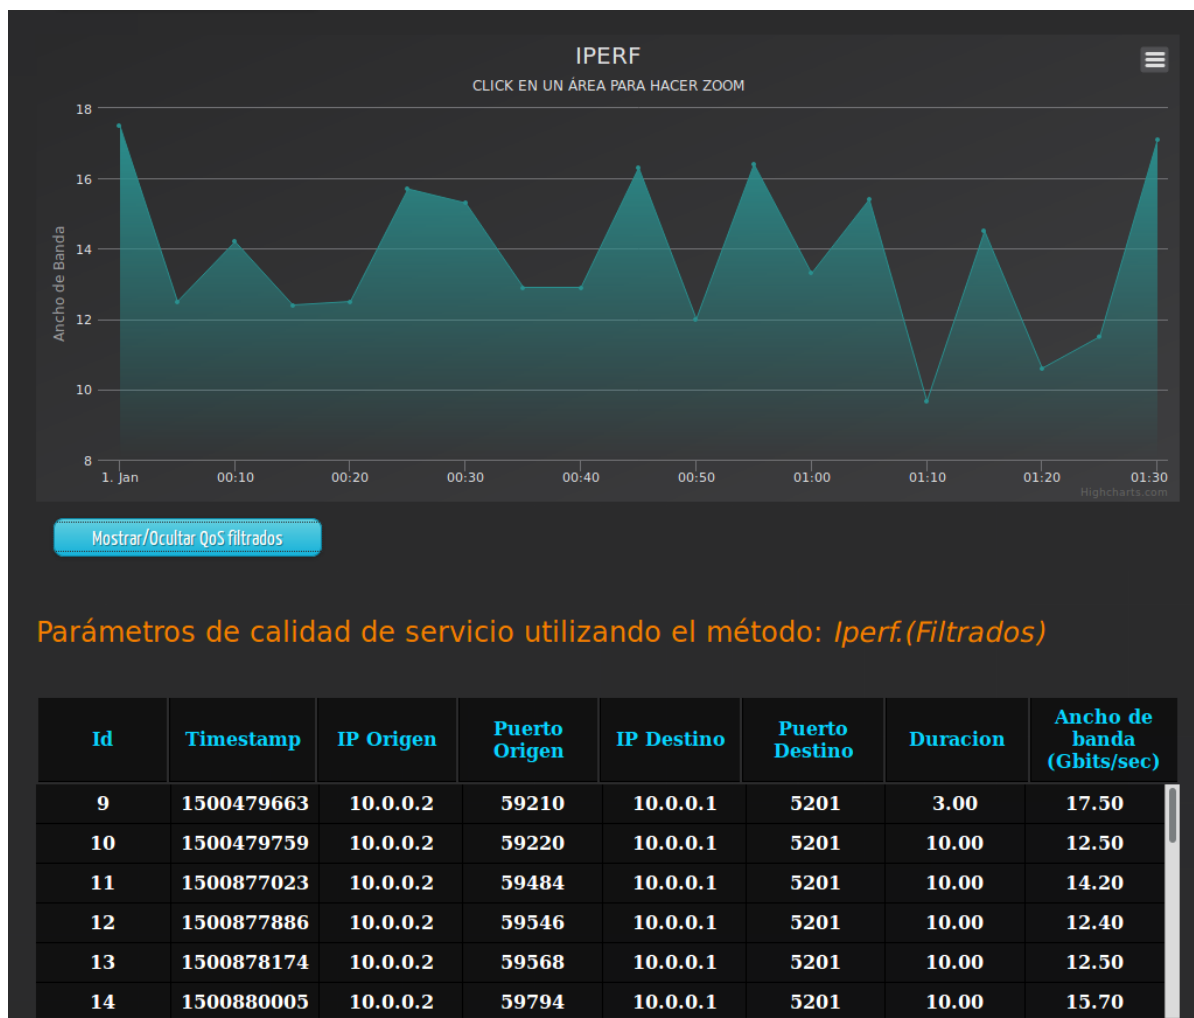 IPERF
CLICK EN UN ÁREA PARA HACER ZOOM
Ancho de Banda
18
16
14
12
10
8
1. Jan 00:10 00:20 00:30 00:40 00:50 01:00 01:10 01:20 01:30
Highcharts.com
Mostrar/Ocultar QoS filtrados
Parámetros de calidad de servicio utilizando el método: Iperf.(Filtrados)
Id Timestamp IP Origen Puerto Origen IP Destino Puerto Destino Duracion Ancho de banda (Gbits/sec)
9 1500479663 10.0.0.2 59210 10.0.0.1 5201 3.00 17.50
10 1500479759 10.0.0.2 59220 10.0.0.1 5201 10.00 12.50
11 1500877023 10.0.0.2 59484 10.0.0.1 5201 10.00 14.20
12 1500877886 10.0.0.2 59546 10.0.0.1 5201 10.00 12.40
13 1500878174 10.0.0.2 59568 10.0.0.1 5201 10.00 12.50
14 1500880005 10.0.0.2 59794 10.0.0.1 5201 10.00 15.70